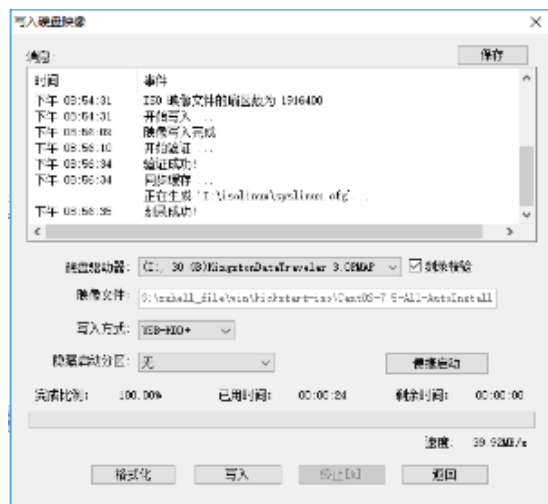 写入硬盘映像
消息:
保存
时间 事件
下午 03:54:31 ISO 映像文件的扇区数为 1916400
下午 03:54:31 开始写入 ...
下午 03:56:09 映像写入完成
下午 03:56:10 开始验证 ...
下午 03:56:34 验证成功!
下午 03:56:34 同步缓存 ...
正在生成 'I:\isolinux\syslinux.cfg'...
下午 03:56:35 刻录成功!
硬盘驱动器: (I:, 30 GB)KingstonDataTraveler 3.0PMAP 刻录校验
映像文件: kickstart-iso\CentOS-7.5-All-AutoInstall
写入方式: USB-HDD+
隐藏启动分区: 无 便捷启动
完成比例: 100.00% 已用时间: 00:00:24 剩余时间: 00:00:00
速度: 39.92MB/s
格式化 写入 终止[A] 返回